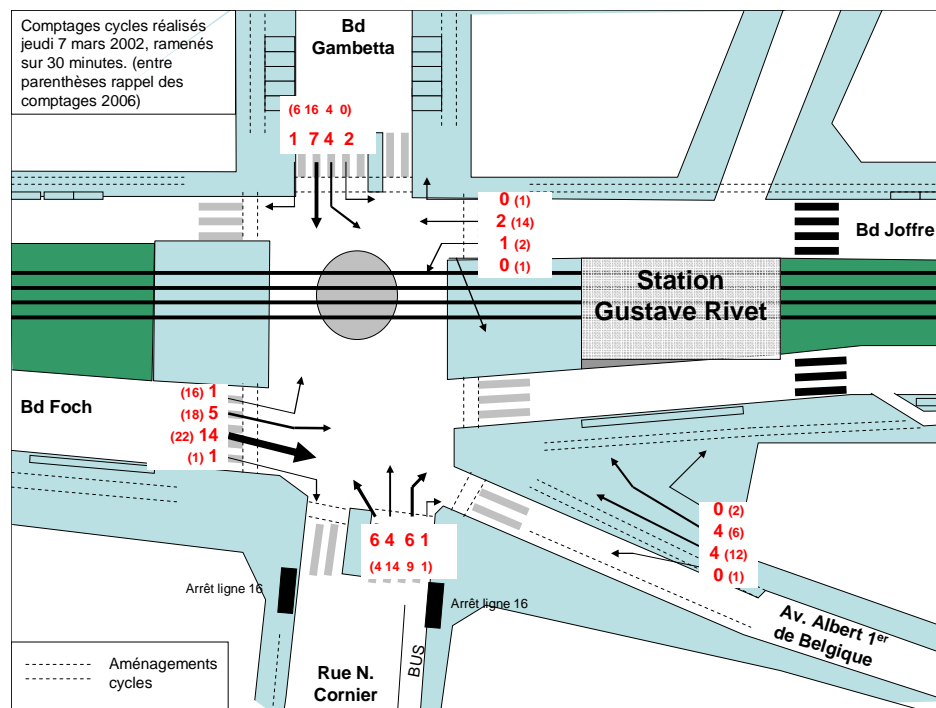 Comptages cycles réalisés
jeudi 7 mars 2002, ramenés
sur 30 minutes. (entre
parenthèses rappel des
comptages 2006)
Bd
Gambetta
(6 16 4 0)
1 7 4 2
0 (1)
2 (14)
1 (2)
0 (1)
Bd Joffre
Station
Gustave Rivet
Bd Foch
(16) 1
(18) 5
(22) 14
(1) 1
6 4 6 1
(4 14 9 1)
0 (2)
4 (6)
4 (12)
0 (1)
Arrêt ligne 16
Arrêt ligne 16
Av. Albert 1er
de Belgique
BUS
Rue N.
Cornier
Aménagements
cycles